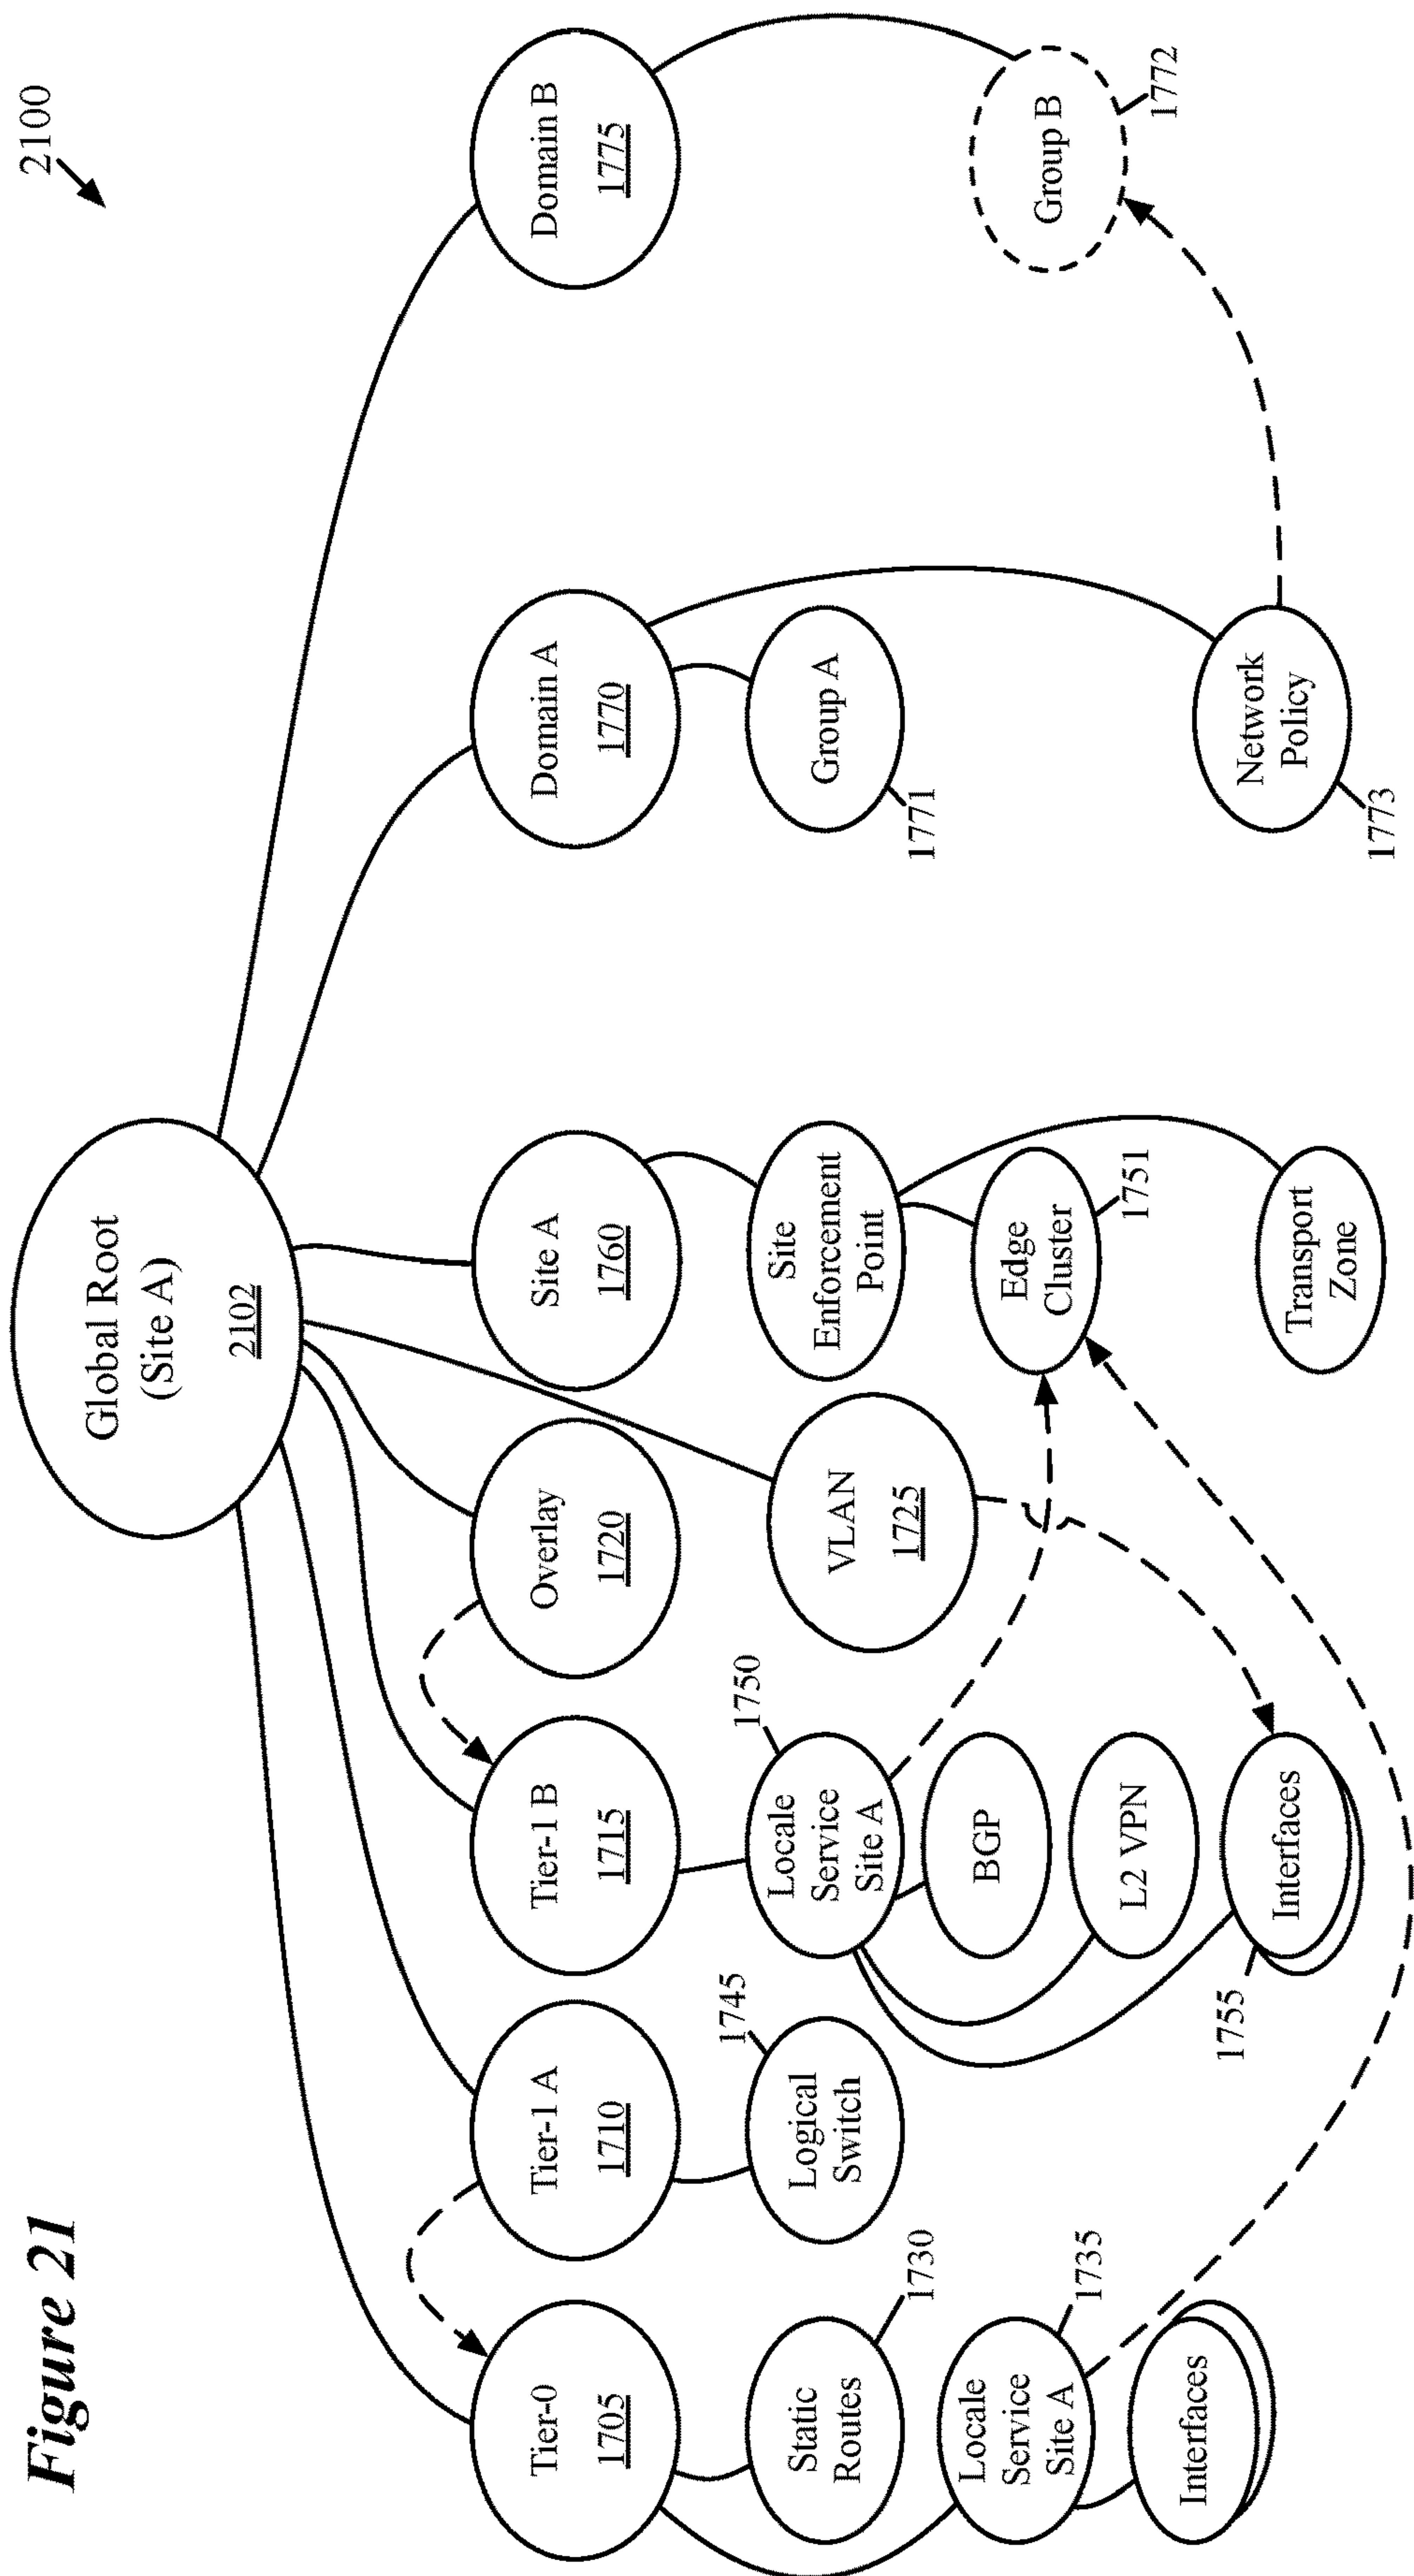 Figure 21
2100
Global Root
(Site A)
2102
Tier-0
1705
Tier-1 A
1710
Tier-1 B
1715
Overlay
1720
Site A
1760
Domain A
1770
Domain B
1775
Static
Routes
1730
Logical
Switch
1745
Locale
Service
Site A
1750
VLAN
1725
Site
Enforcement
Point
Group A
1771
Locale
Service
Site A
1735
BGP
Edge
Cluster
1751
Group B
1772
L2 VPN
Interfaces
Interfaces
1755
Transport
Zone
Network
Policy
1773